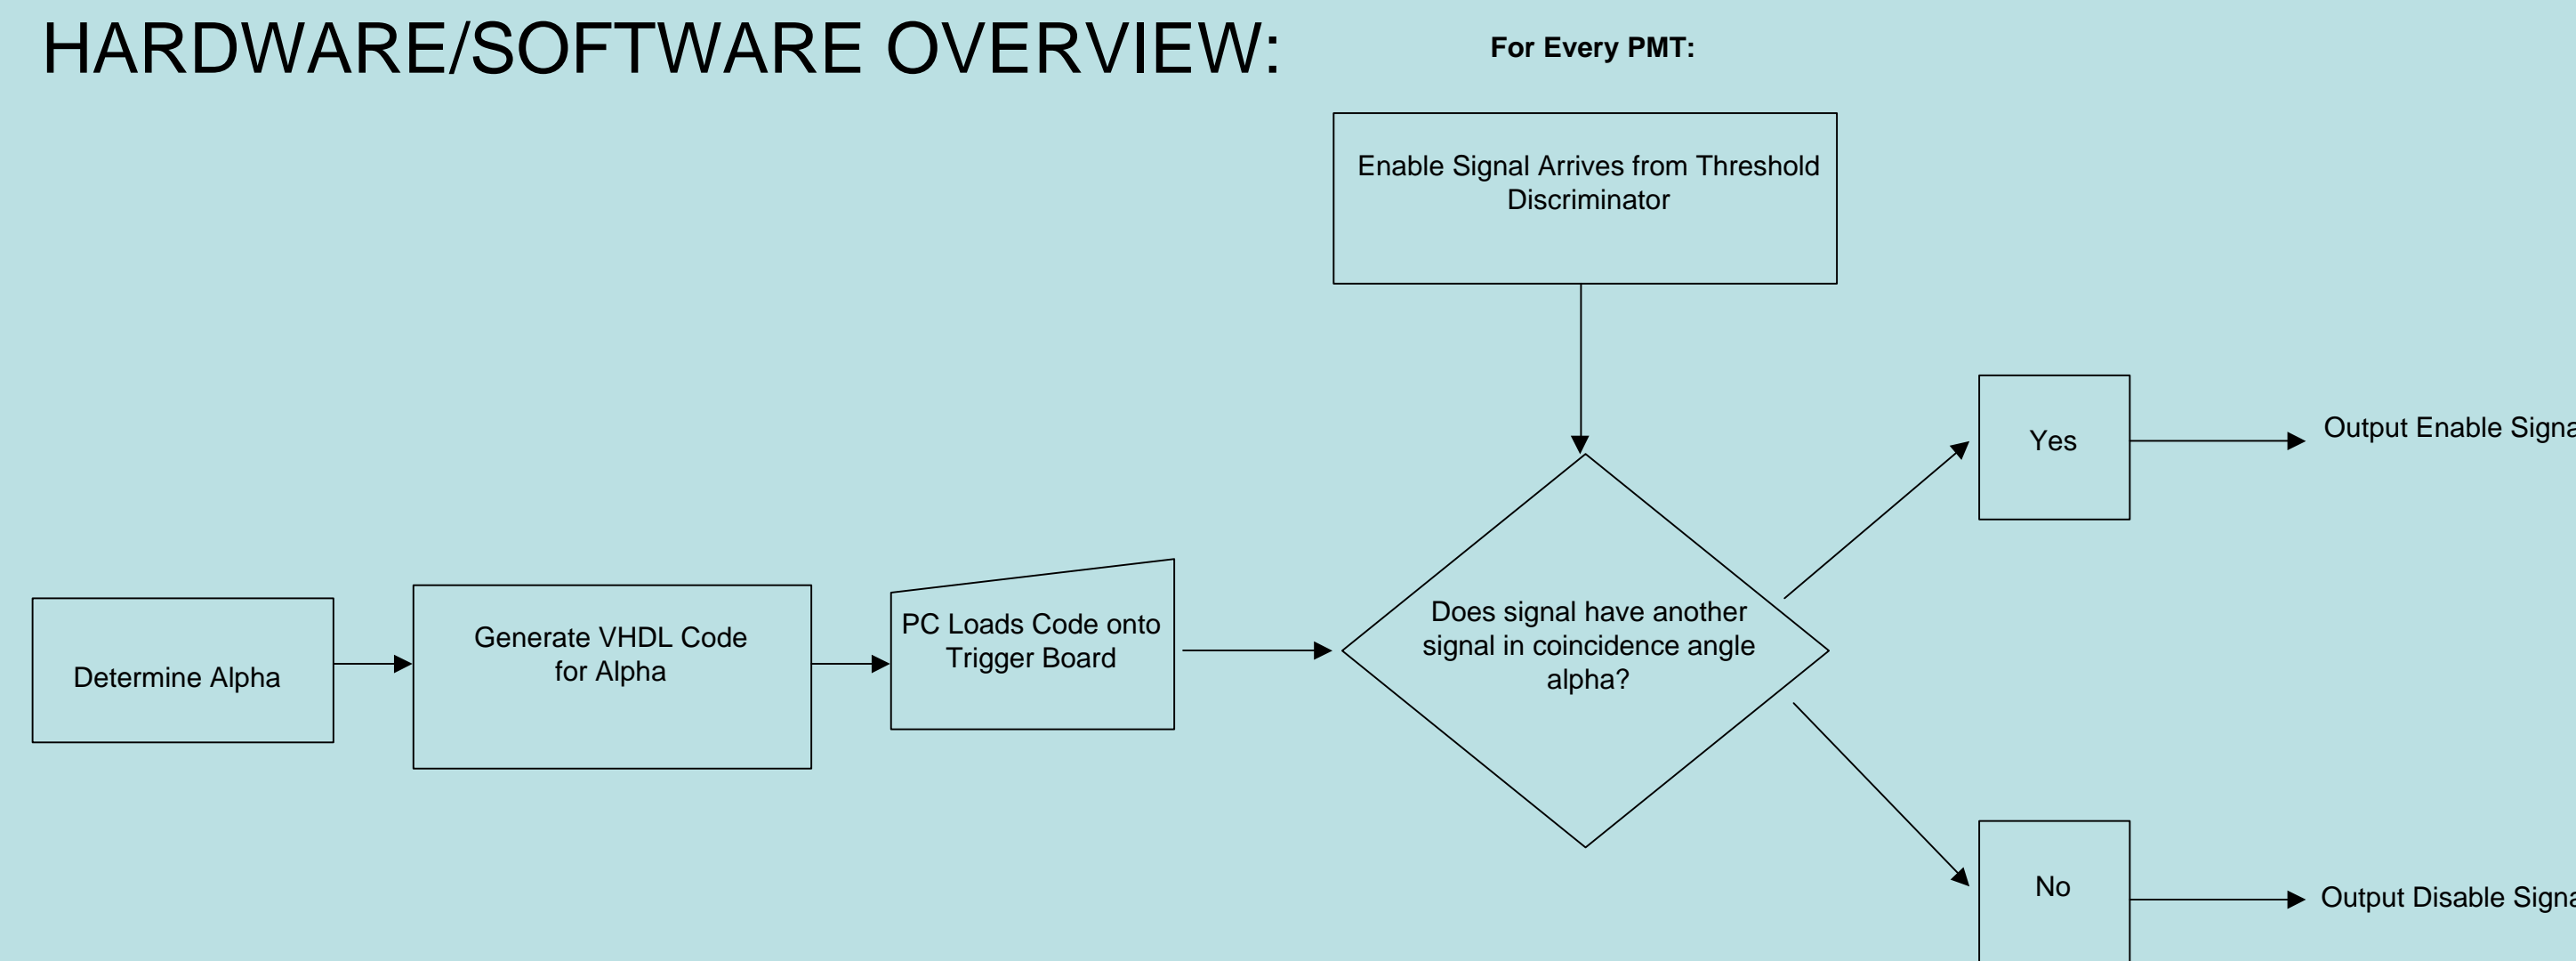 HARDWARE/SOFTWARE OVERVIEW:
For Every PMT:
Enable Signal Arrives from Threshold
Discriminator
Yes
Output Enable Signa
Determine Alpha
Generate VHDL Code
for Alpha
PC Loads Code onto
Trigger Board
Does signal have another
signal in coincidence angle
alpha?
No
Output Disable Signa